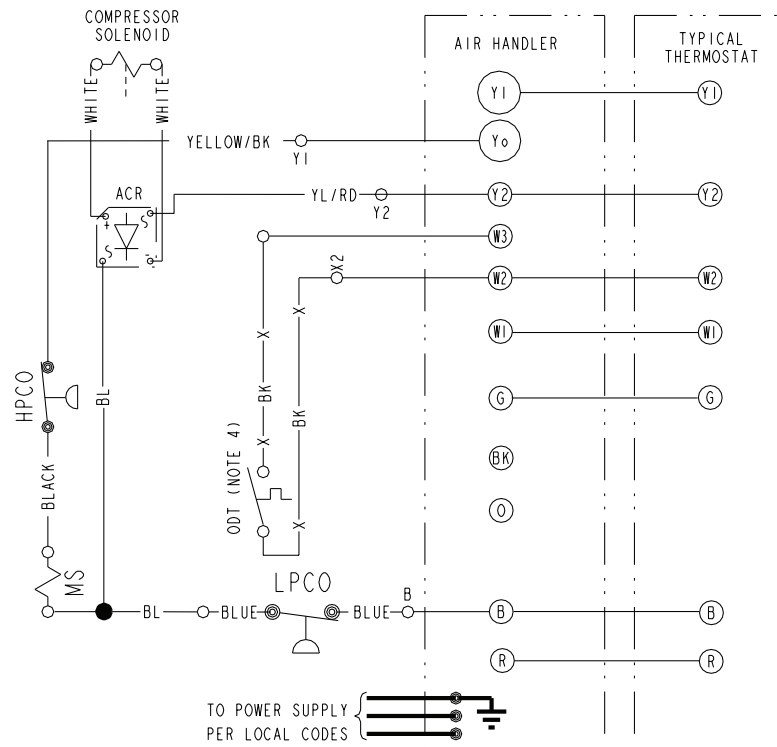 COMPRESSOR
SOLENOID
AIR HANDLER
TYPICAL
THERMOSTAT
WHITE
WHITE
Y1
Y1
YELLOW/BK
Y1
Yo
ACR
YL/RD
Y2
Y2
Y2
S
+
S
-
W3
X2
W2
W2
X
X
W1
W1
HPCO
BL
BK
BK
G
G
X
ODT (NOTE 4)
BK
BLACK
O
X
MS
LPCO
B
BL
BLUE
BLUE
B
B
R
R
TO POWER SUPPLY
PER LOCAL CODES